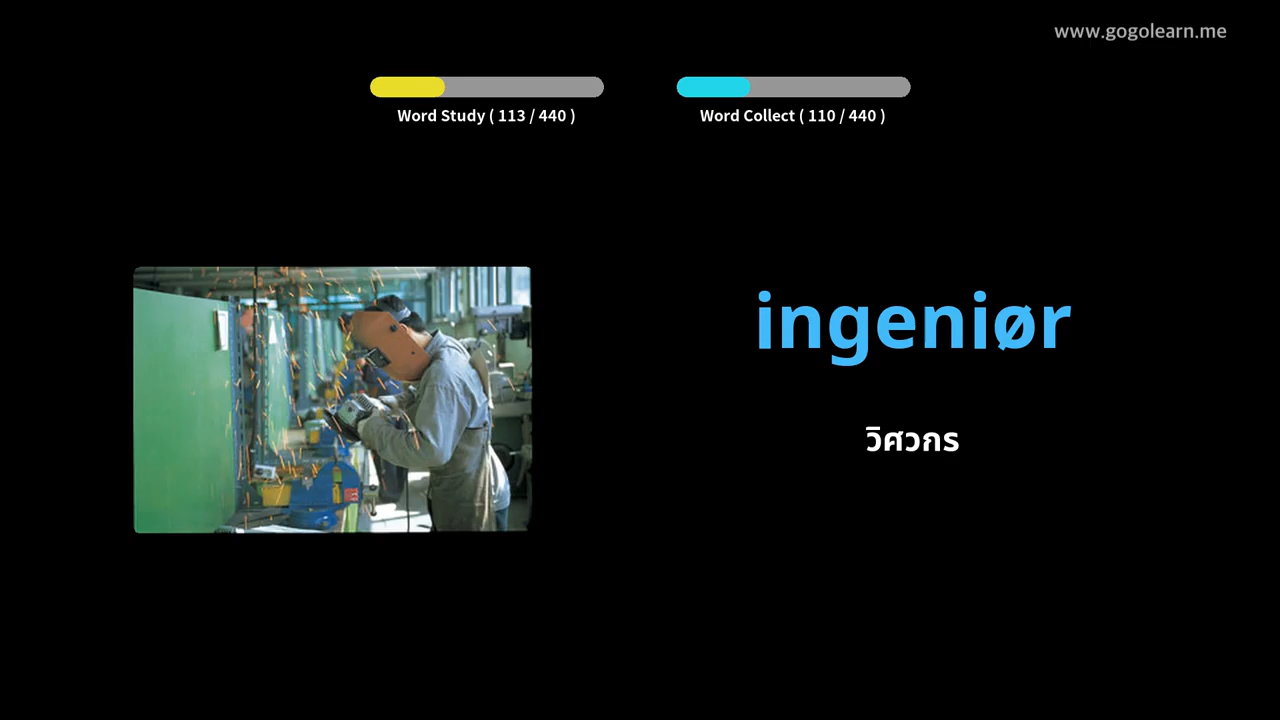 www.gogolearn.me
Word Study ( 113 / 440 )
Word Collect ( 110 / 440 )
ingeniør
วิศวกร